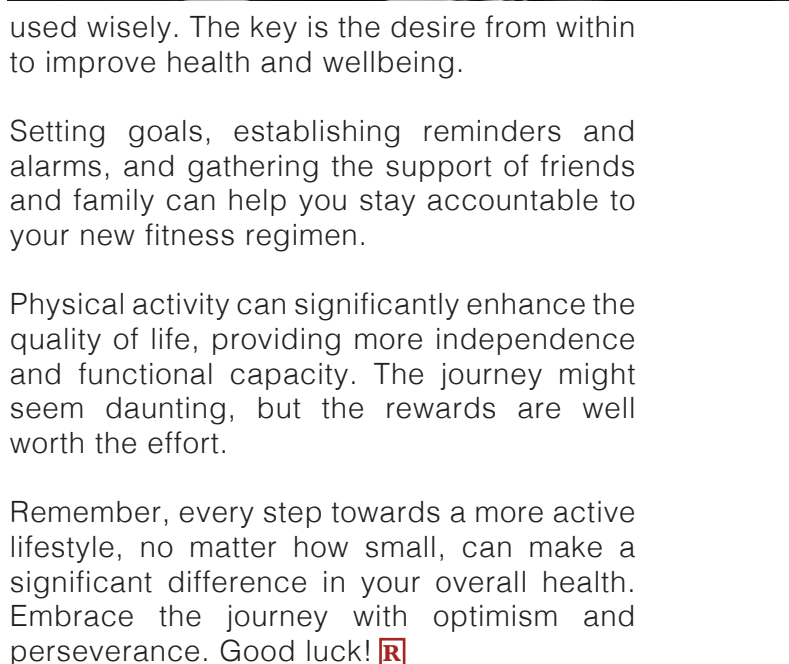 used wisely. The key is the desire from within
to improve health and wellbeing.
Setting goals, establishing reminders and
alarms, and gathering the support of friends
and family can help you stay accountable to
your new fitness regimen.
Physical activity can significantly enhance the
quality of life, providing more independence
and functional capacity. The journey might
seem daunting, but the rewards are well
worth the effort.
Remember, every step towards a more active
lifestyle, no matter how small, can make a
significant difference in your overall health.
Embrace the journey with optimism and
perseverance. Good luck! R